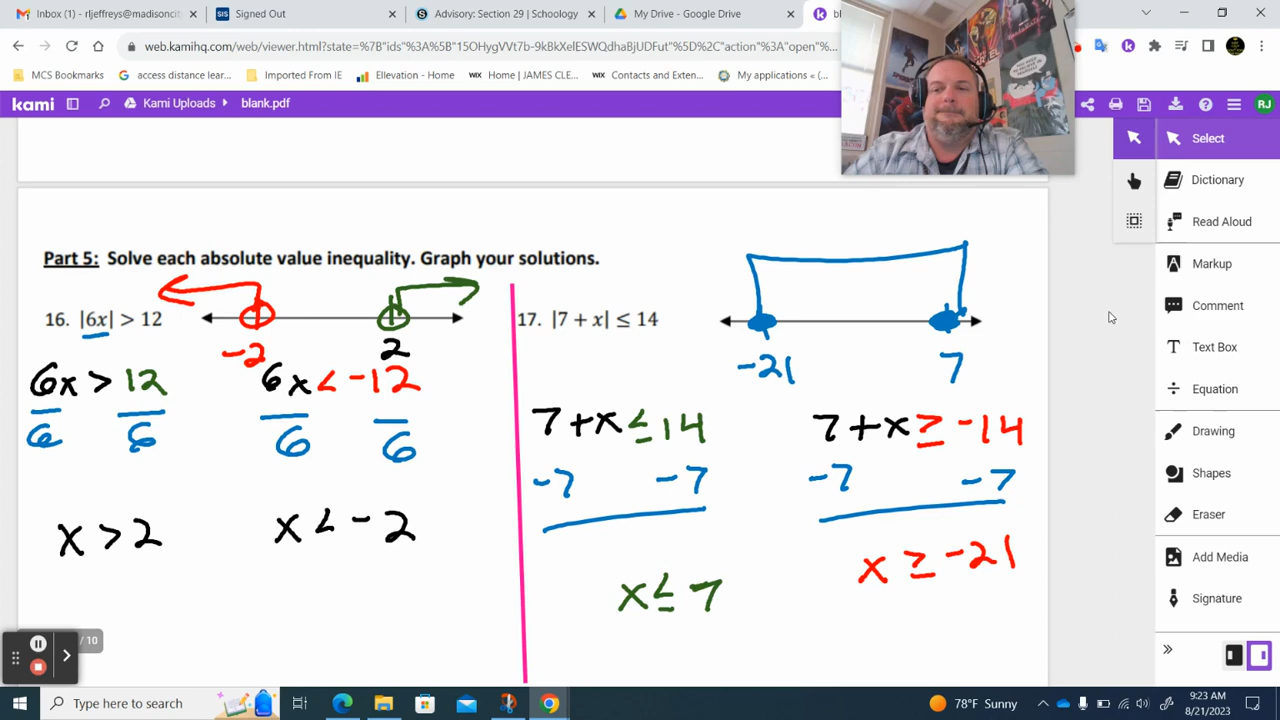 Inbox (1) - rljeffreys@madisoncit
Signed Out
Advisory: Section 29 | Schoology
My Drive - Google Drive
web.kamihq.com/web/viewer.html?state=%7B"ids"%3A%5B"15OIygVVt7b-9kBkXelESWQdhaBjUDFut"%5D%2C"action"%3A"open"...
MCS Bookmarks
access distance lear...
Imported From IE
Ellevation - Home
Home | JAMES CLE...
Contacts and Exten...
My applications «...
kami
Kami Uploads
blank.pdf
RJ
Select
Dictionary
Read Aloud
Markup
Comment
Text Box
Equation
Drawing
Shapes
Eraser
Add Media
Signature
Part 5: Solve each absolute value inequality. Graph your solutions.
16. |6x| > 12
-2
2
6x > 12
6 6
x > 2
6x < -12
6 6
x < -2
17. |7 + x| ≤ 14
-21
7
7+x ≤ 14
-7 -7
x ≤ 7
7+x ≥ -14
-7 -7
x ≥ -21
/ 10
Type here to search
78°F Sunny
9:23 AM
8/21/2023